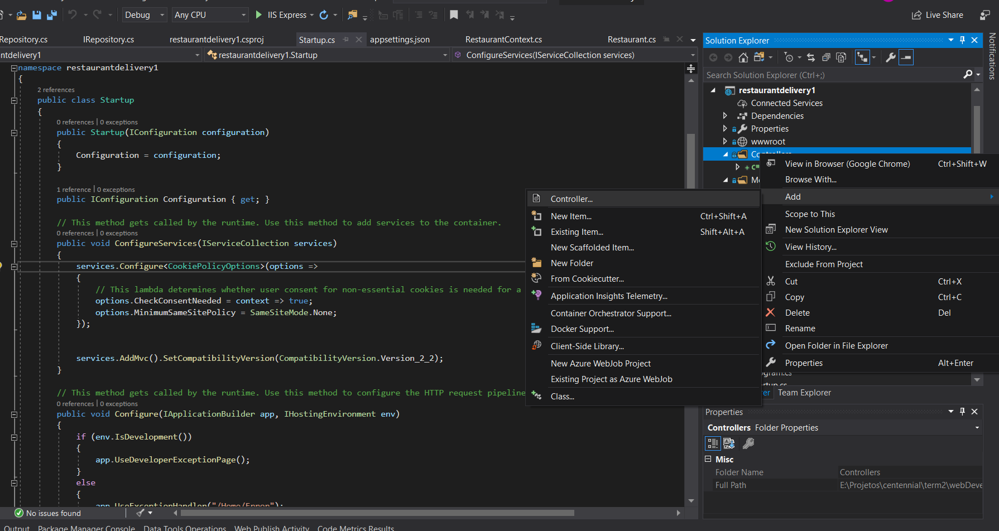 Debug
Any CPU
IIS Express
Live Share
Repository.cs
IRepository.cs
restaurantdelivery1.csproj
Startup.cs
appsettings.json
RestaurantContext.cs
Restaurant.cs
ntdelivery1
restaurantdelivery1.Startup
ConfigureServices(IServiceCollection services)
namespace restaurantdelivery1
{
2 references
public class Startup
{
0 references | 0 exceptions
public Startup(IConfiguration configuration)
{
Configuration = configuration;
}
1 reference | 0 exceptions
public IConfiguration Configuration { get; }
// This method gets called by the runtime. Use this method to add services to the container.
0 references | 0 exceptions
public void ConfigureServices(IServiceCollection services)
{
services.Configure<CookiePolicyOptions>(options =>
{
// This lambda determines whether user consent for non-essential cookies is needed for a
options.CheckConsentNeeded = context => true;
options.MinimumSameSitePolicy = SameSiteMode.None;
});
services.AddMvc().SetCompatibilityVersion(CompatibilityVersion.Version_2_2);
}
// This method gets called by the runtime. Use this method to configure the HTTP request pipeline
0 references | 0 exceptions
public void Configure(IApplicationBuilder app, IHostingEnvironment env)
{
if (env.IsDevelopment())
{
app.UseDeveloperExceptionPage();
}
else
{
app.UseExceptionHandler("/Home/Error");
No issues found
Output
Package Manager Console
Data Tools Operations
Web Publish Activity
Code Metrics Results
Controller...
New Item... Ctrl+Shift+A
Existing Item... Shift+Alt+A
New Scaffolded Item...
New Folder
From Cookiecutter...
Application Insights Telemetry...
Container Orchestrator Support...
Docker Support...
Client-Side Library...
New Azure WebJob Project
Existing Project as Azure WebJob
Class...
Solution Explorer
Search Solution Explorer (Ctrl+;)
restaurantdelivery1
Connected Services
Dependencies
Properties
wwwroot
Controllers
C#
Mo
View in Browser (Google Chrome) Ctrl+Shift+W
Browse With...
Add
Scope to This
New Solution Explorer View
View History...
Exclude From Project
Cut Ctrl+X
Copy Ctrl+C
Delete Del
Rename
Open Folder in File Explorer
Properties Alt+Enter
ogram.cs
artup.cs
rer
Team Explorer
Properties
Controllers Folder Properties
Misc
Folder Name Controllers
Full Path E:\Projetos\centennial\term2\webDeve
Notifications